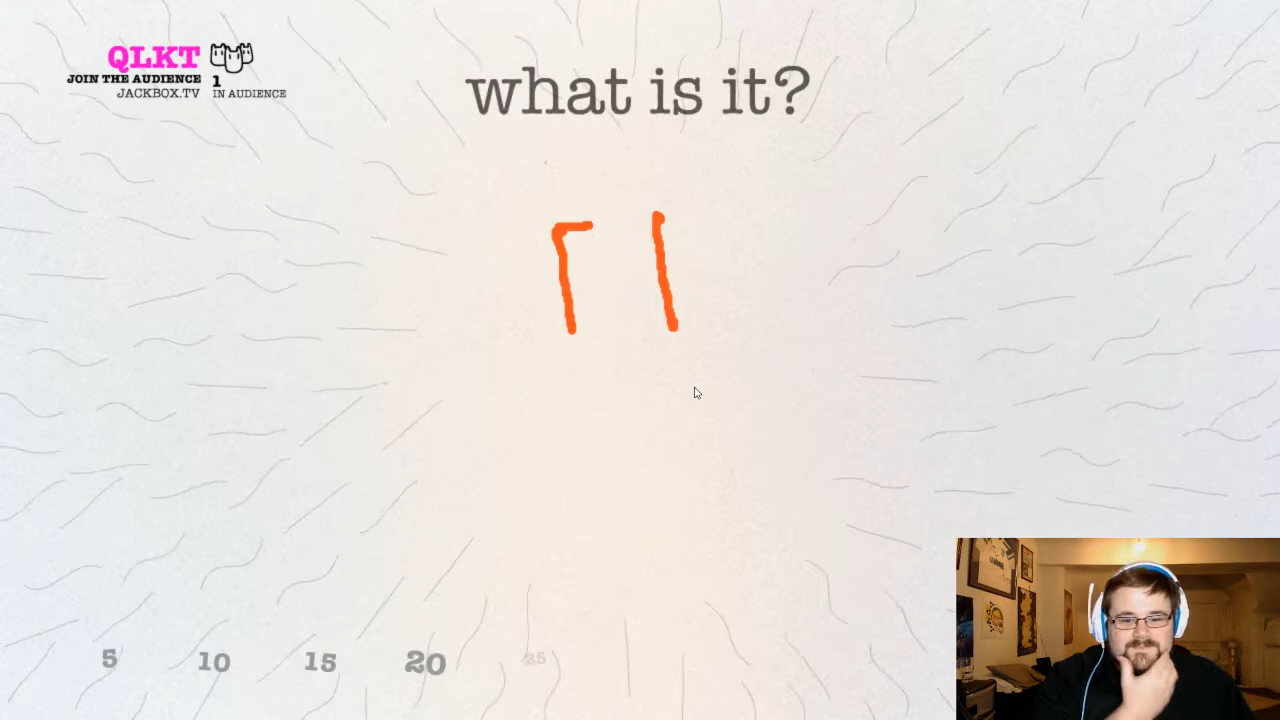 QLKT
JOIN THE AUDIENCE 1
JACKBOX.TV IN AUDIENCE
what is it?
5 10 15 20 25